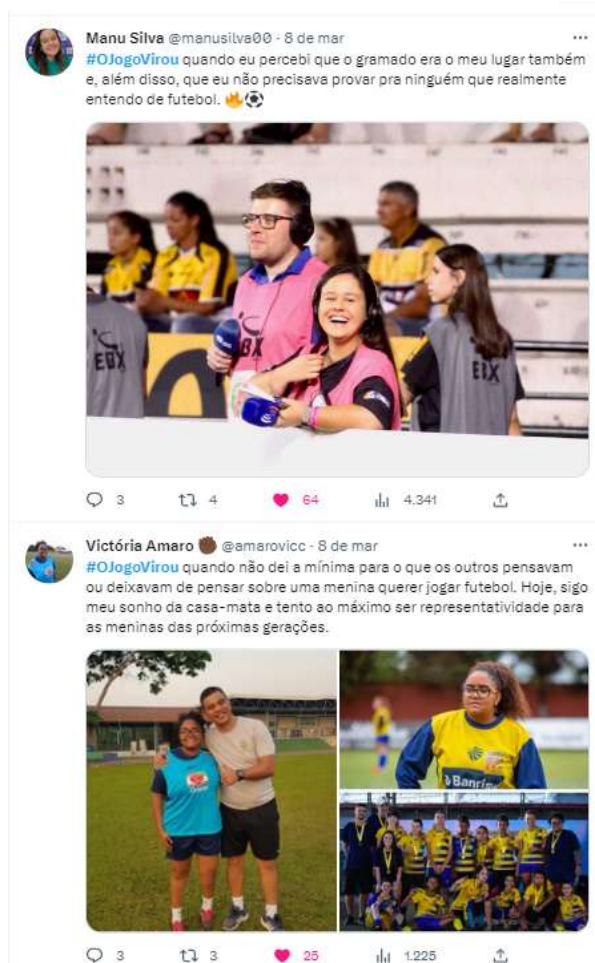 Manu Silva @manusilva00 · 8 de mar
#OJogoVirou quando eu percebi que o gramado era o meu lugar também
e, além disso, que eu não precisava provar pra ninguém que realmente
entendo de futebol. 🔥⚽
EBX
BX
EBX
3 4 64 4.341
Victória Amaro ✊🏿 @amarovicc · 8 de mar
#OJogoVirou quando não dei a mínima para o que os outros pensavam
ou deixavam de pensar sobre uma menina querer jogar futebol. Hoje, sigo
meu sonho da casa-mata e tento ao máximo ser representatividade para
as meninas das próximas gerações.
Banris
3 3 25 1.225